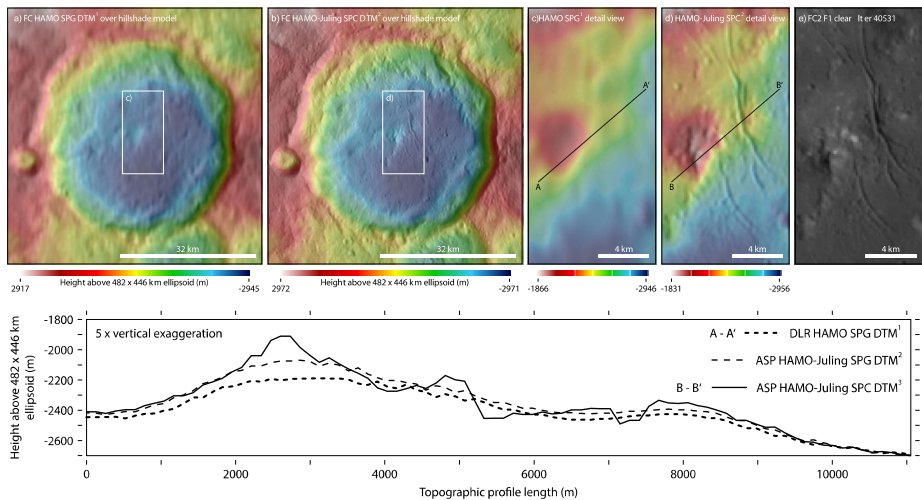 a) FC HAMO SPG DTM¹ over hillshade model
b) FC HAMO-Juling SPC DTM³ over hillshade model
c)HAMO SPG¹ detail view
d) HAMO-Juling SPC³ detail view
e) FC2 F1 clear lter 40531
c)
d)
A'
A
B'
B
32 km
32 km
4 km
4 km
4 km
2917
-2945
Height above 482 x 446 km ellipsoid (m)
2972
-2971
Height above 482 x 446 km ellipsoid (m)
-1866
-2946
-1831
-2956
5 x vertical exaggeration
A - A'
DLR HAMO SPG DTM¹
ASP HAMO-Juling SPG DTM²
B - B'
ASP HAMO-Juling SPC DTM³
Height above 482 x 446 km
ellipsoid (m)
-1800
-2000
-2200
-2400
-2600
0
2000
4000
6000
8000
10000
Topographic profile length (m)